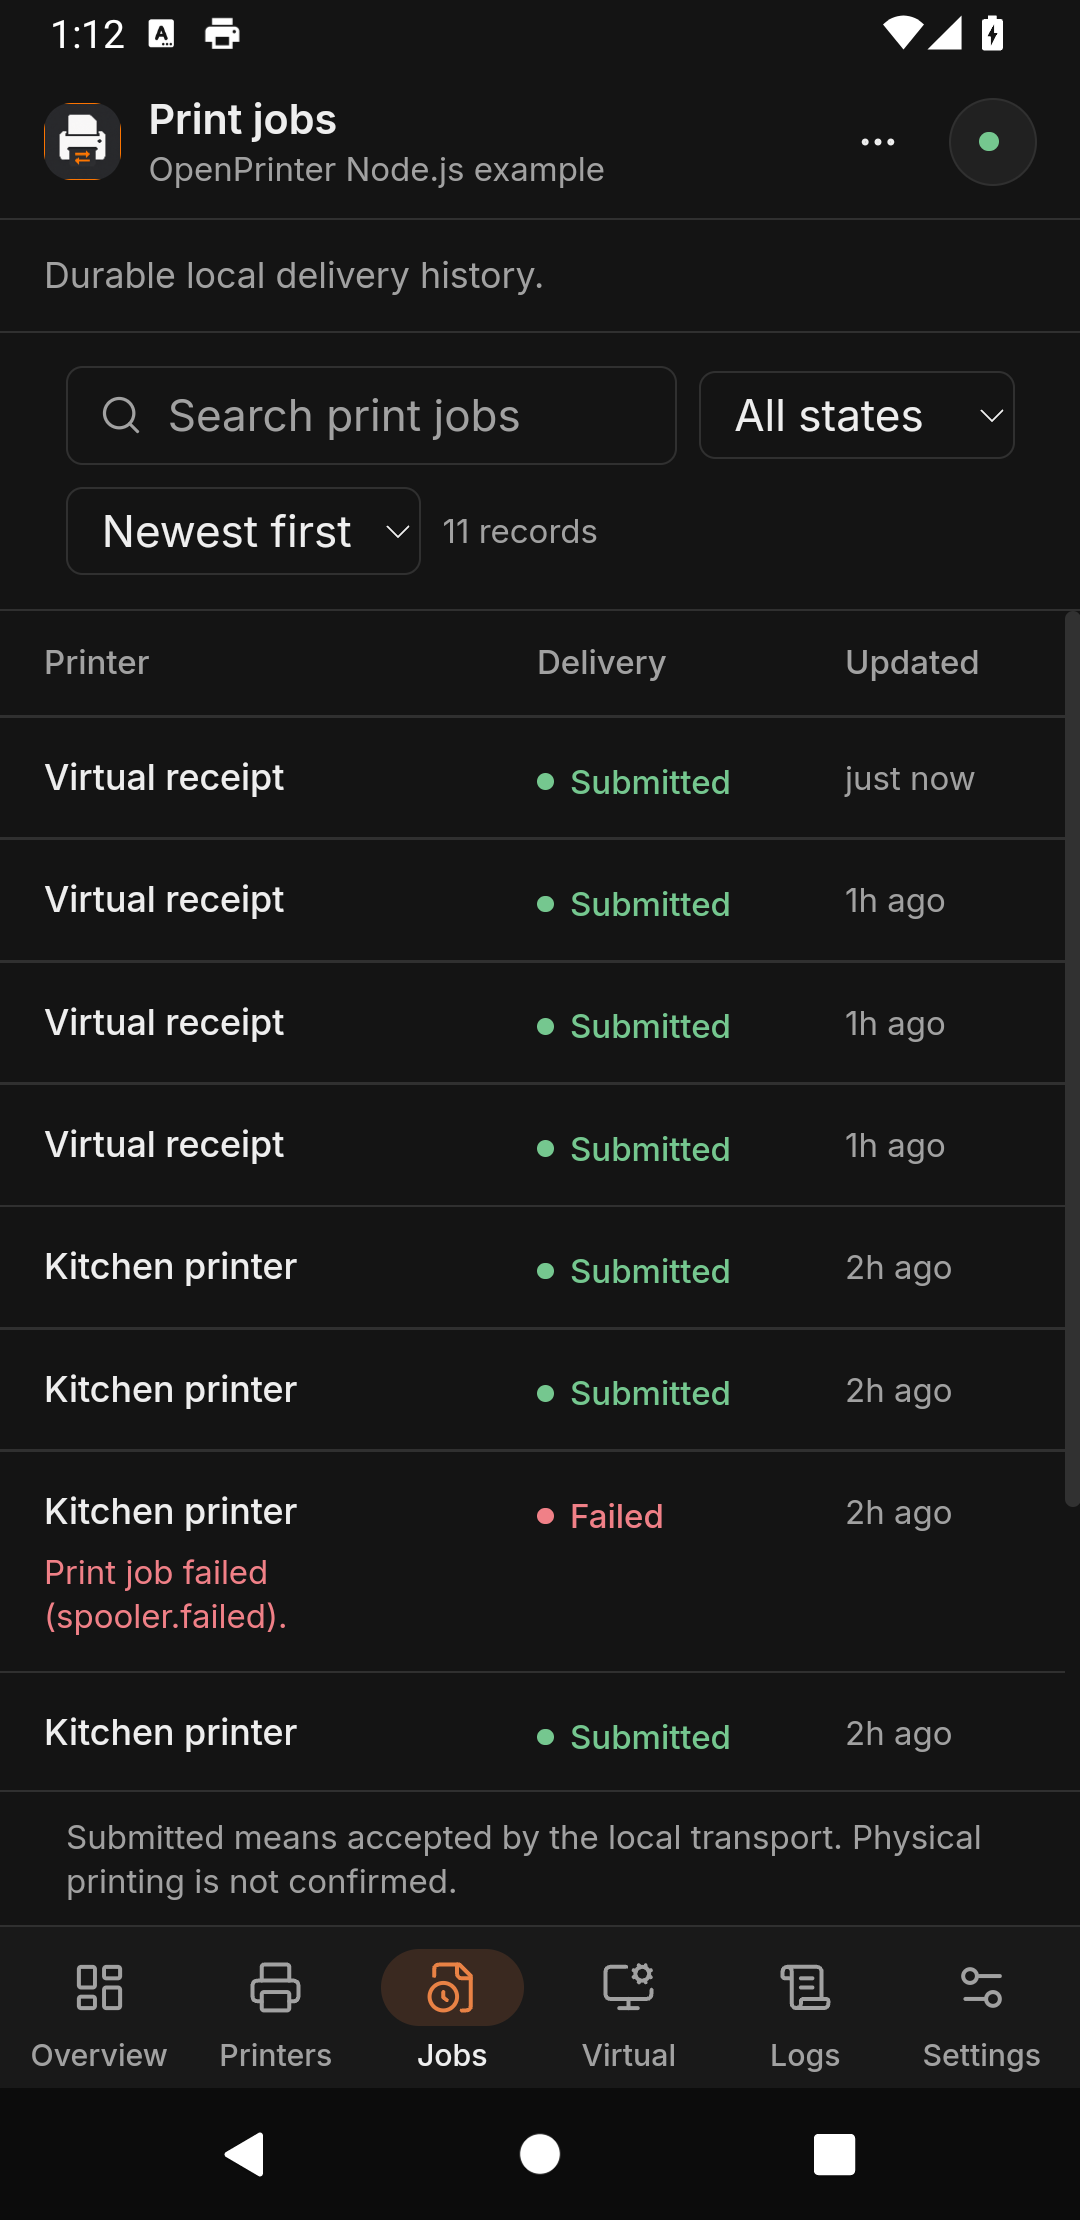 1:12
Print jobs
OpenPrinter Node.js example
Durable local delivery history.
Search print jobs
All states
Newest first
11 records
Printer Delivery Updated
Virtual receipt Submitted just now
Virtual receipt Submitted 1h ago
Virtual receipt Submitted 1h ago
Virtual receipt Submitted 1h ago
Kitchen printer Submitted 2h ago
Kitchen printer Submitted 2h ago
Kitchen printer Failed 2h ago
Print job failed
(spooler.failed).
Kitchen printer Submitted 2h ago
Submitted means accepted by the local transport. Physical
printing is not confirmed.
Overview Printers Jobs Virtual Logs Settings